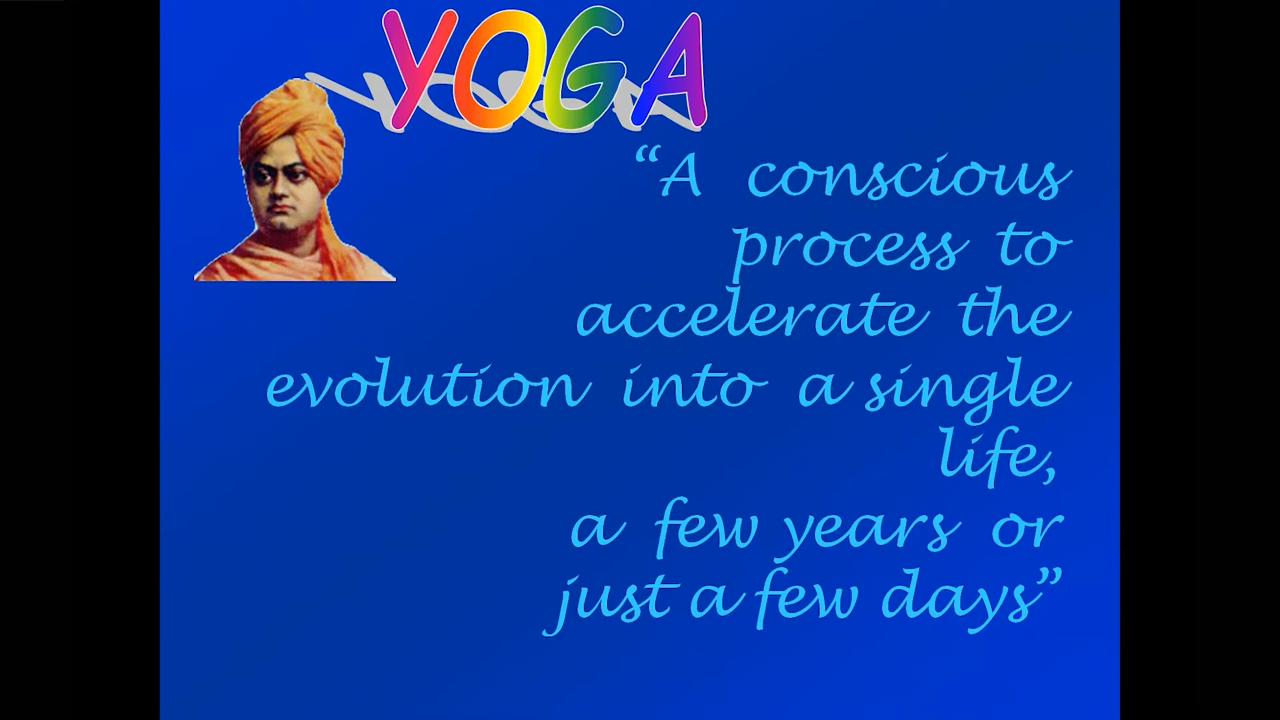 YOGA
“A conscious
process to
accelerate the
evolution into a single
life,
a few years or
just a few days”